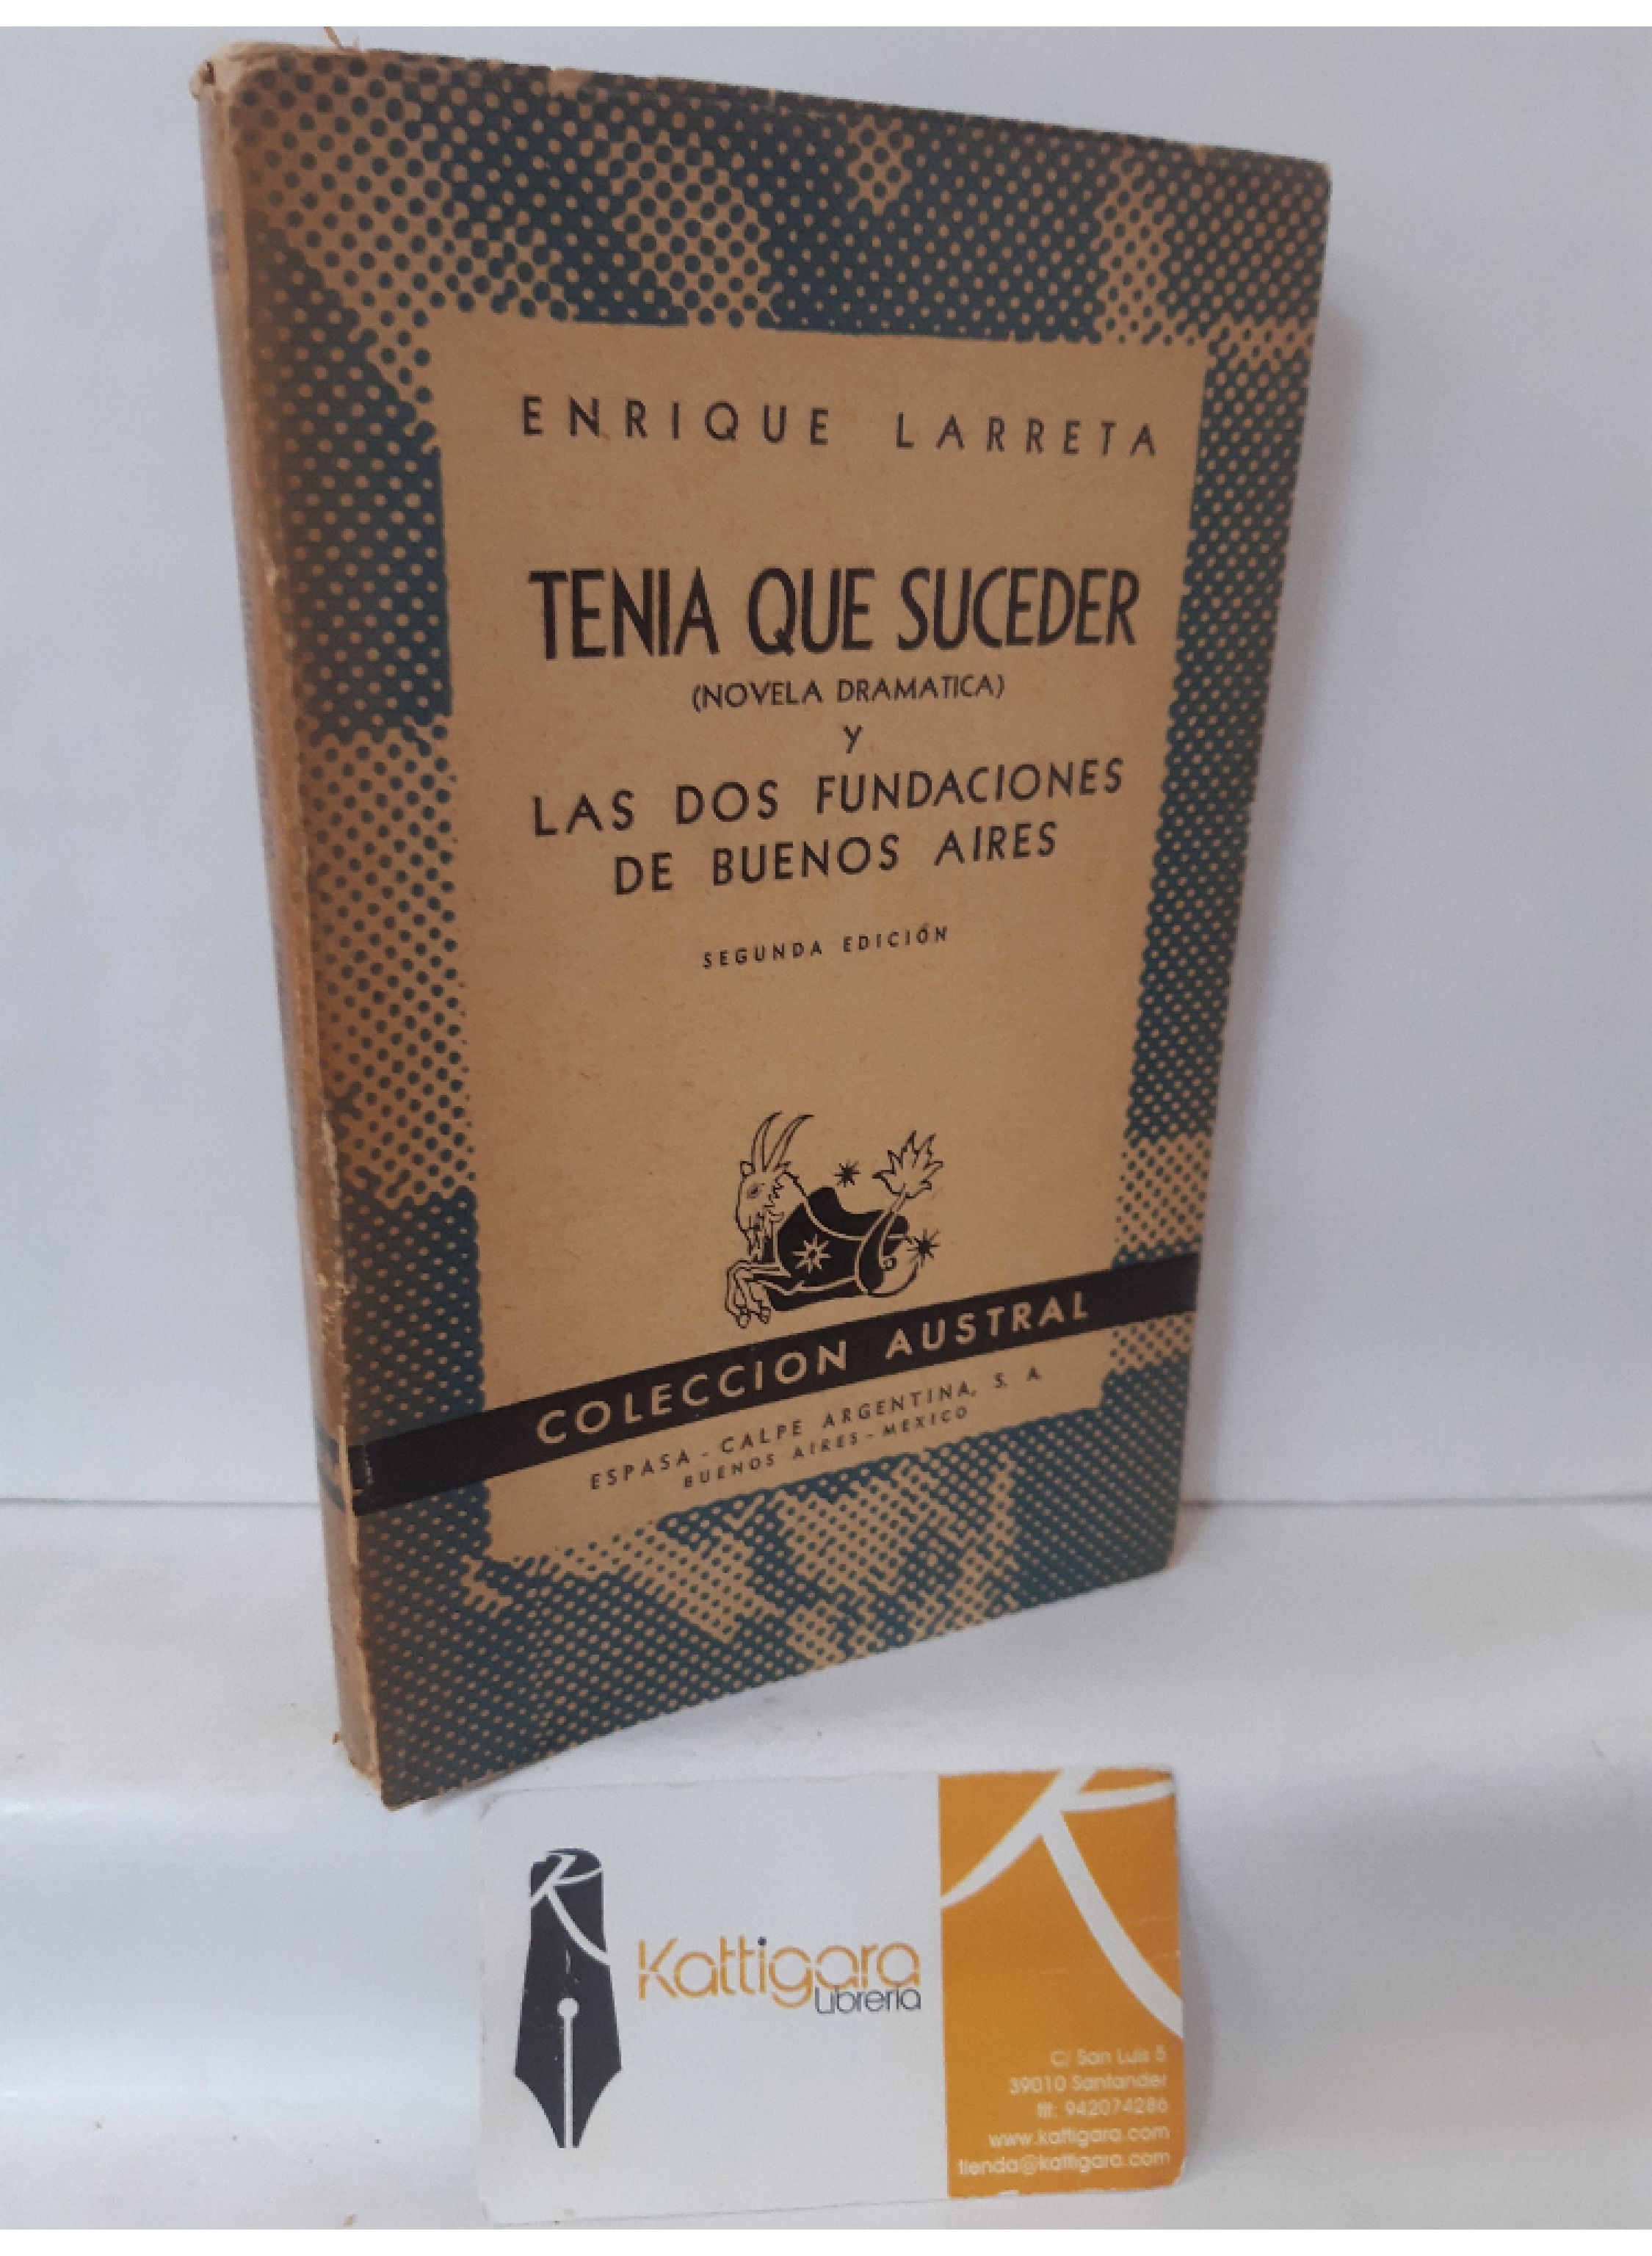 ENRIQUE LARRETA
TENIA QUE SUCEDER
(NOVELA DRAMATICA)
Y
LAS DOS FUNDACIONES
DE BUENOS AIRES
SEGUNDA EDICIÓN
COLECCION AUSTRAL
ESPASA-CALPE ARGENTINA, S. A.
BUENOS AIRES-MEXICO
Kattigara
Librería
C/ San Luis 5
39010 Santander
tlf: 942074286
www.kattigara.com
tienda@kattigara.com